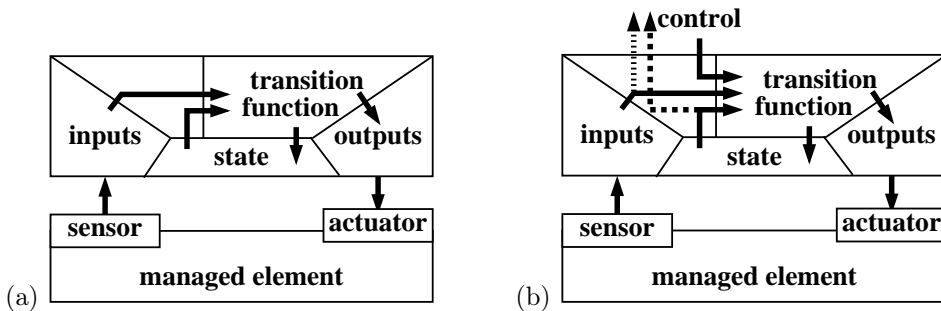 transition
function
inputs
outputs
state
sensor
actuator
managed element
(a)
control
transition
function
inputs
outputs
state
sensor
actuator
managed element
(b)